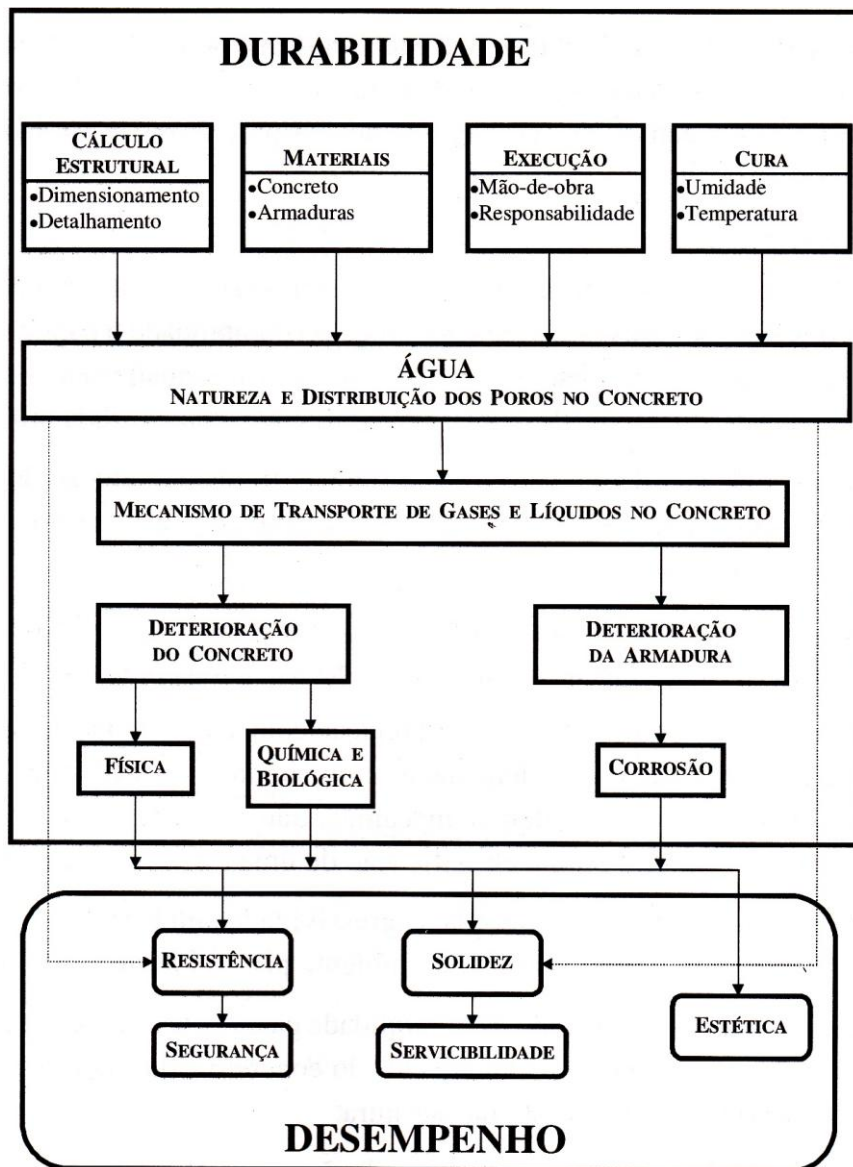 DURABILIDADE
CÁLCULO
ESTRUTURAL
•Dimensionamento
•Detalhamento
MATERIAIS
•Concreto
•Armaduras
EXECUÇÃO
•Mão-de-obra
•Responsabilidade
CURA
•Umidade
•Temperatura
ÁGUA
NATUREZA E DISTRIBUIÇÃO DOS POROS NO CONCRETO
MECANISMO DE TRANSPORTE DE GASES E LÍQUIDOS NO CONCRETO
DETERIORAÇÃO
DO CONCRETO
DETERIORAÇÃO
DA ARMADURA
FÍSICA
QUÍMICA E
BIOLÓGICA
CORROSÃO
RESISTÊNCIA
SOLIDEZ
ESTÉTICA
SEGURANÇA
SERVICIBILIDADE
DESEMPENHO